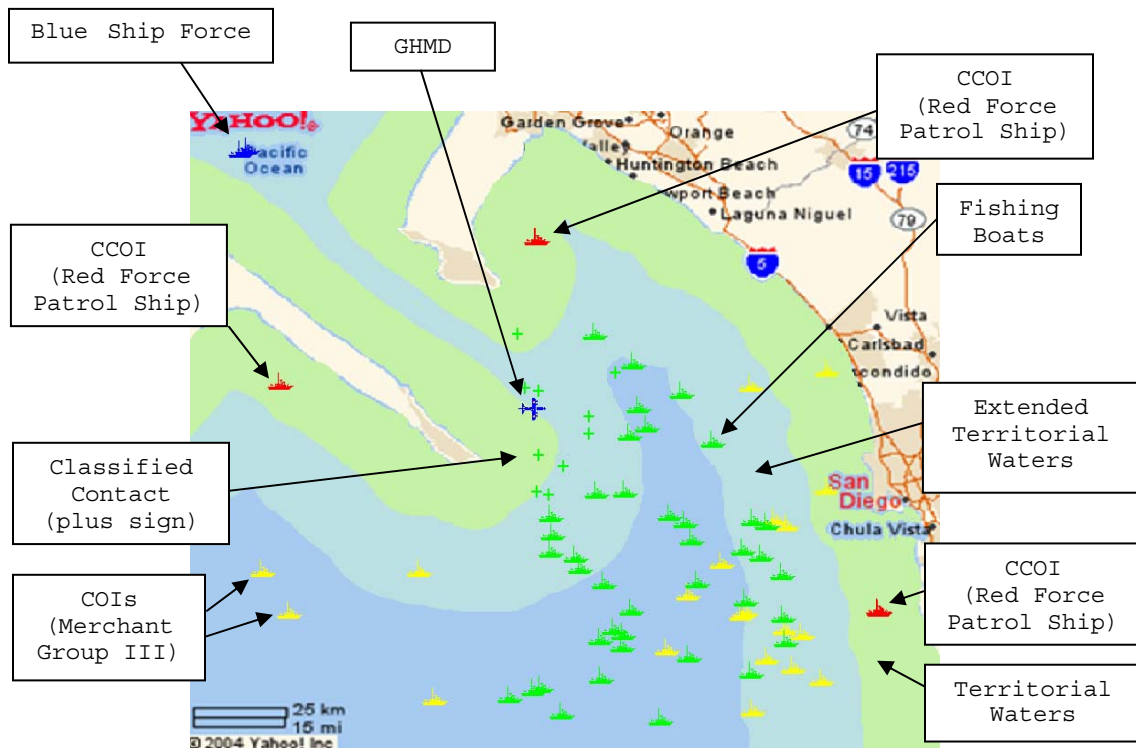 Blue Ship Force
GHMD
CCOI
(Red Force
Patrol Ship)
YAHOO!®
Pacific
Ocean
Garden Grove
Orange
Valley
Huntington Beach
wport Beach
Laguna Niguel
74
15
215
79
5
Fishing
Boats
CCOI
(Red Force
Patrol Ship)
Vista
Carlsbad
condido
Extended
Territorial
Waters
Classified
Contact
(plus sign)
San
Diego
Chula Vista
COIs
(Merchant
Group III)
CCOI
(Red Force
Patrol Ship)
Territorial
Waters
25 km
15 mi
© 2004 Yahoo! Inc